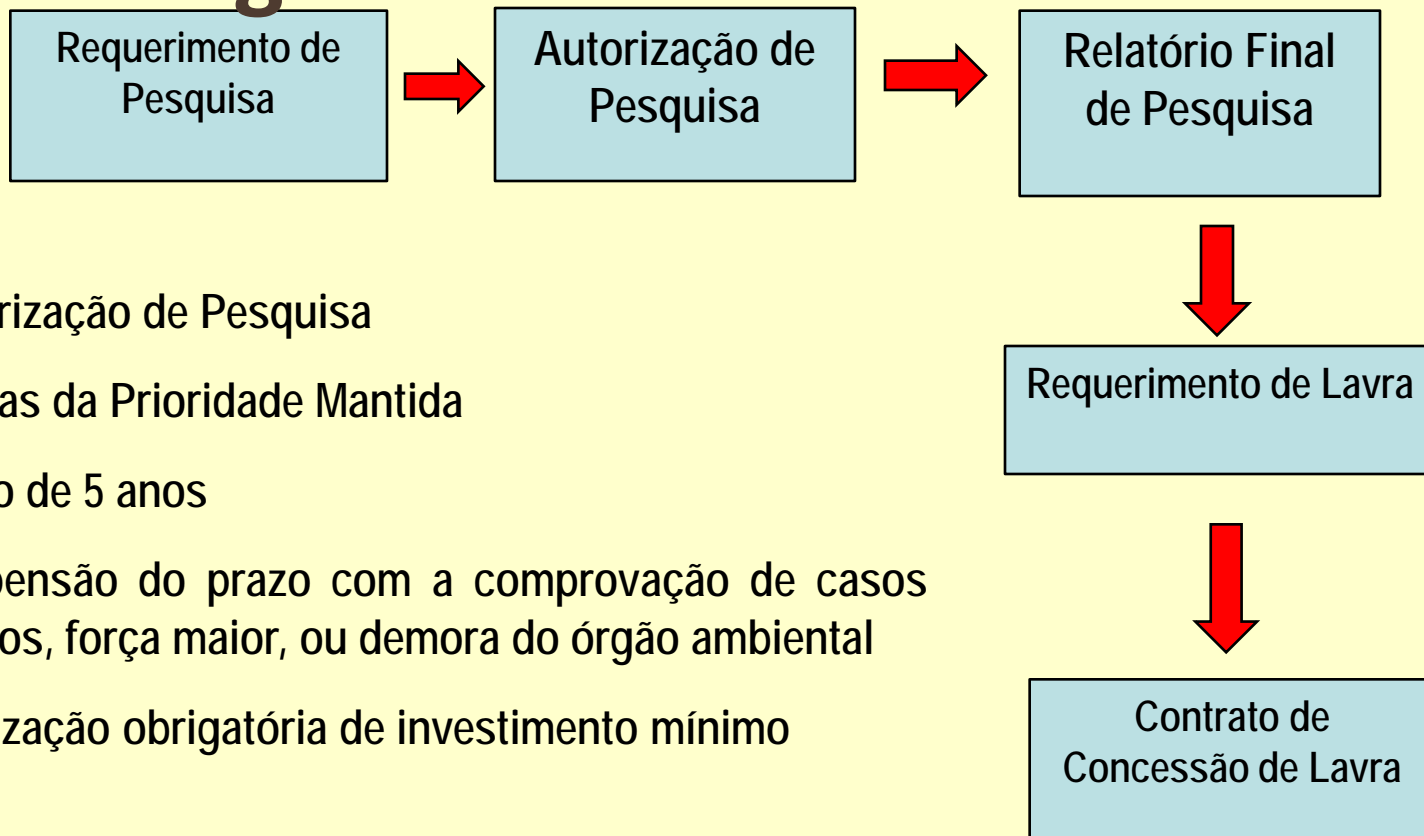 Requerimento de
Pesquisa
Autorização de
Pesquisa
Relatório Final
de Pesquisa
rização de Pesquisa
as da Prioridade Mantida
o de 5 anos
pensão do prazo com a comprovação de casos
os, força maior, ou demora do órgão ambiental
ização obrigatória de investimento mínimo
Requerimento de Lavra
Contrato de
Concessão de Lavra